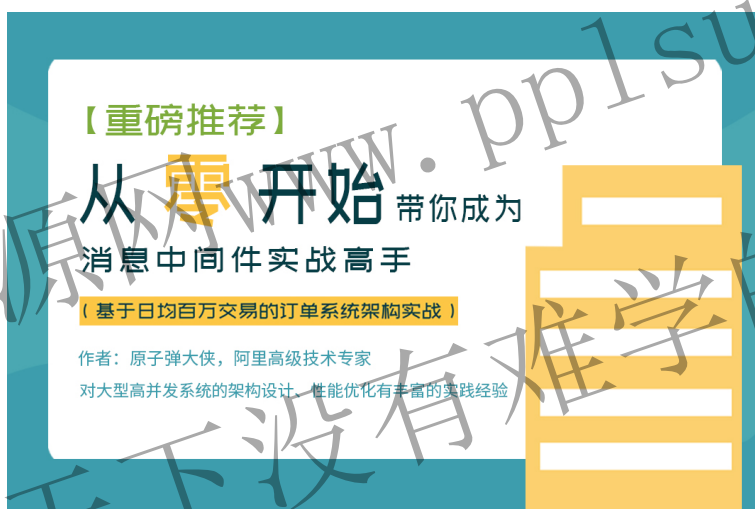 【重磅推荐】
从 零 开始 带你成为
消息中间件实战高手
（基于日均百万交易的订单系统架构实战）
作者：原子弹大侠，阿里高级技术专家
对大型高并发系统的架构设计、性能优化有丰富的实践经验
源网www.pplsu
天下没有难学的